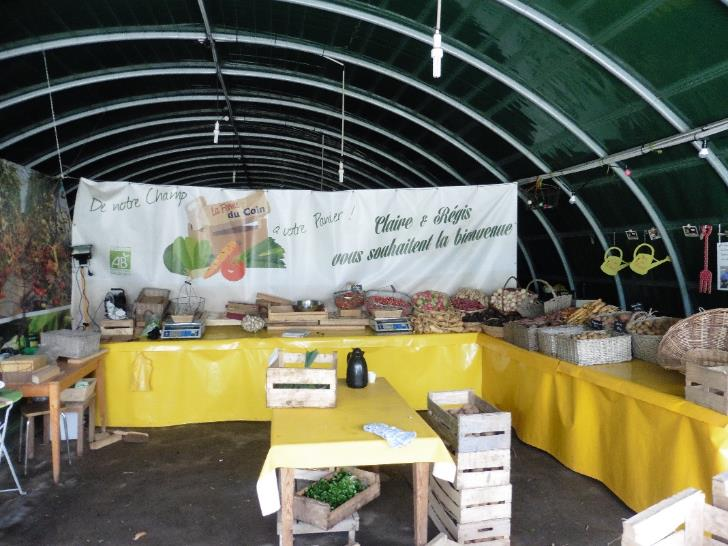 De notre Champ
La Ferme
du Coin
à votre Panier !
Claire & Régis
vous souhaitent la bienvenue
AB